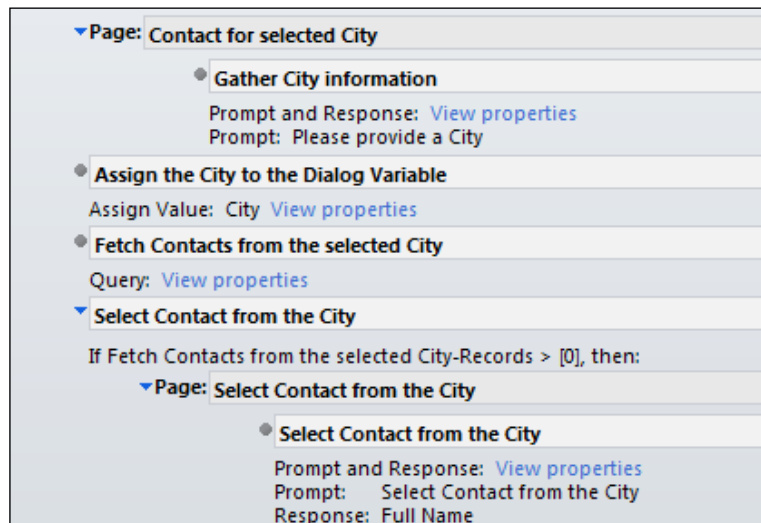 Page: Contact for selected City
Gather City information
Prompt and Response: View properties
Prompt: Please provide a City
Assign the City to the Dialog Variable
Assign Value: City View properties
Fetch Contacts from the selected City
Query: View properties
Select Contact from the City
If Fetch Contacts from the selected City-Records > [0], then:
Page: Select Contact from the City
Select Contact from the City
Prompt and Response: View properties
Prompt: Select Contact from the City
Response: Full Name